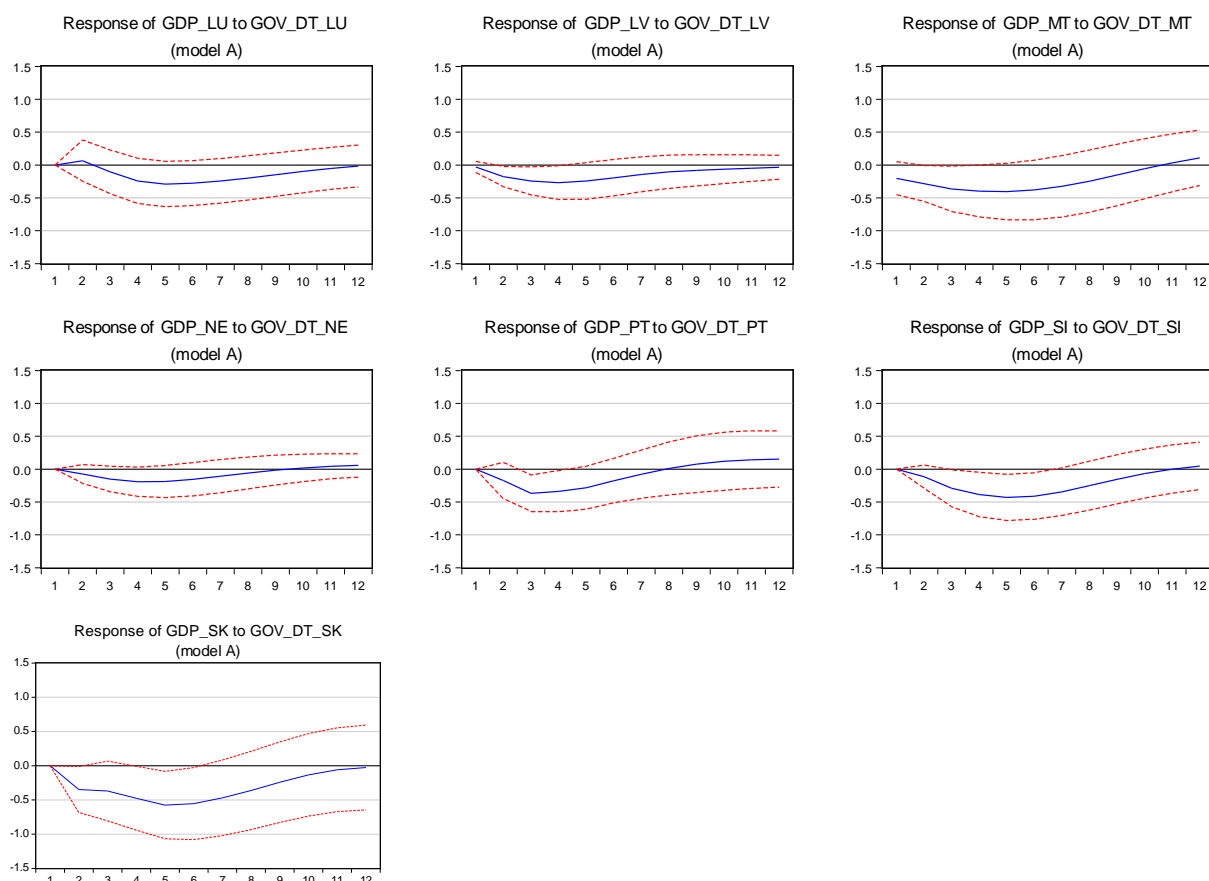 Response of GDP_LU to GOV_DT_LU
(model A)
1.5
1.0
0.5
0.0
-0.5
-1.0
-1.5
1 2 3 4 5 6 7 8 9 10 11 12
Response of GDP_LV to GOV_DT_LV
(model A)
1.5
1.0
0.5
0.0
-0.5
-1.0
-1.5
1 2 3 4 5 6 7 8 9 10 11 12
Response of GDP_MT to GOV_DT_MT
(model A)
1.5
1.0
0.5
0.0
-0.5
-1.0
-1.5
1 2 3 4 5 6 7 8 9 10 11 12
Response of GDP_NE to GOV_DT_NE
(model A)
1.5
1.0
0.5
0.0
-0.5
-1.0
-1.5
1 2 3 4 5 6 7 8 9 10 11 12
Response of GDP_PT to GOV_DT_PT
(model A)
1.5
1.0
0.5
0.0
-0.5
-1.0
-1.5
1 2 3 4 5 6 7 8 9 10 11 12
Response of GDP_SI to GOV_DT_SI
(model A)
1.5
1.0
0.5
0.0
-0.5
-1.0
-1.5
1 2 3 4 5 6 7 8 9 10 11 12
Response of GDP_SK to GOV_DT_SK
(model A)
1.5
1.0
0.5
0.0
-0.5
-1.0
-1.5
1 2 3 4 5 6 7 8 9 10 11 12